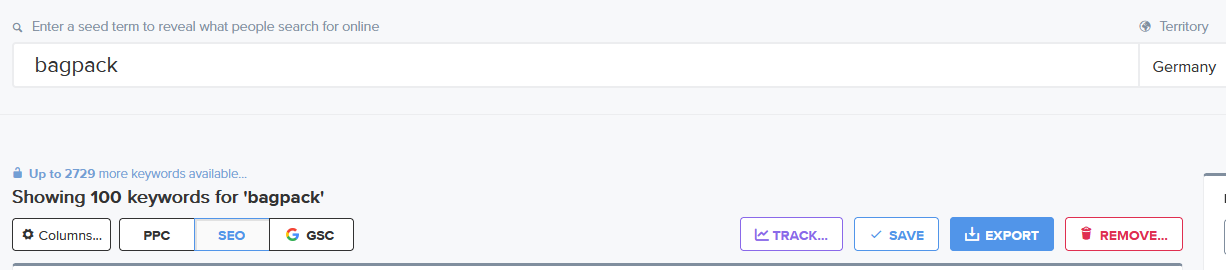 Enter a seed term to reveal what people search for online
Territory
bagpack
Germany
Up to 2729 more keywords available...
Showing 100 keywords for 'bagpack'
Columns... PPC SEO GSC TRACK... SAVE EXPORT REMOVE...